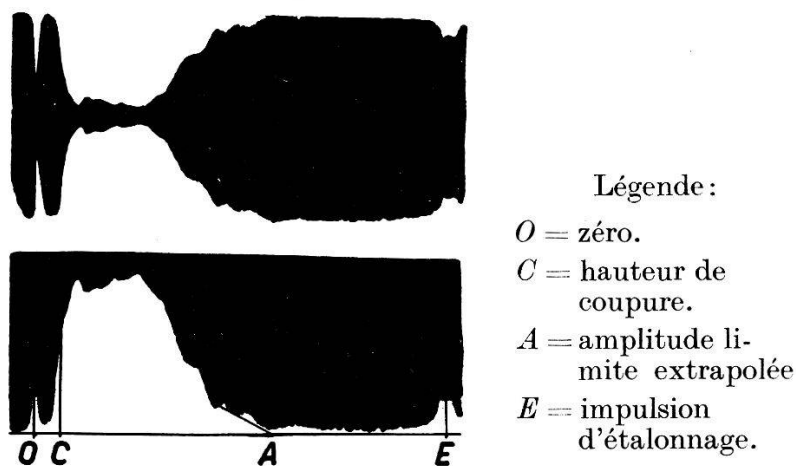 Légende:
O = zéro.
C = hauteur de
coupure.
A = amplitude li-
mite extrapolée
E = impulsion
d'étalonnage.
O C A E